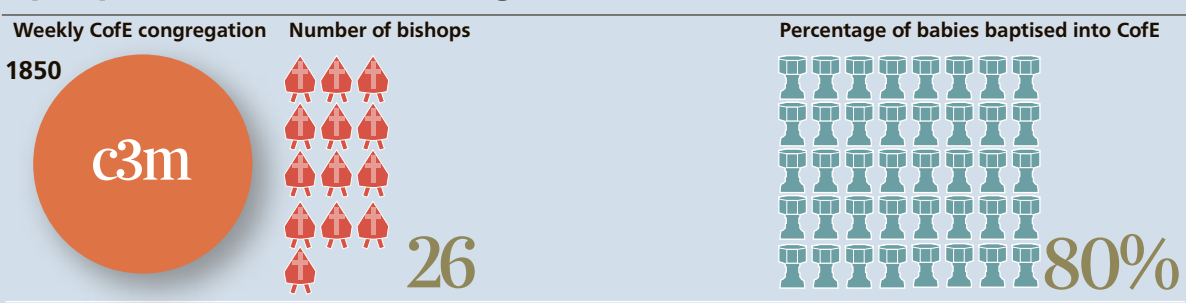 Weekly CofE congregation
Number of bishops
Percentage of babies baptised into CofE
1850
c3m
26
80%